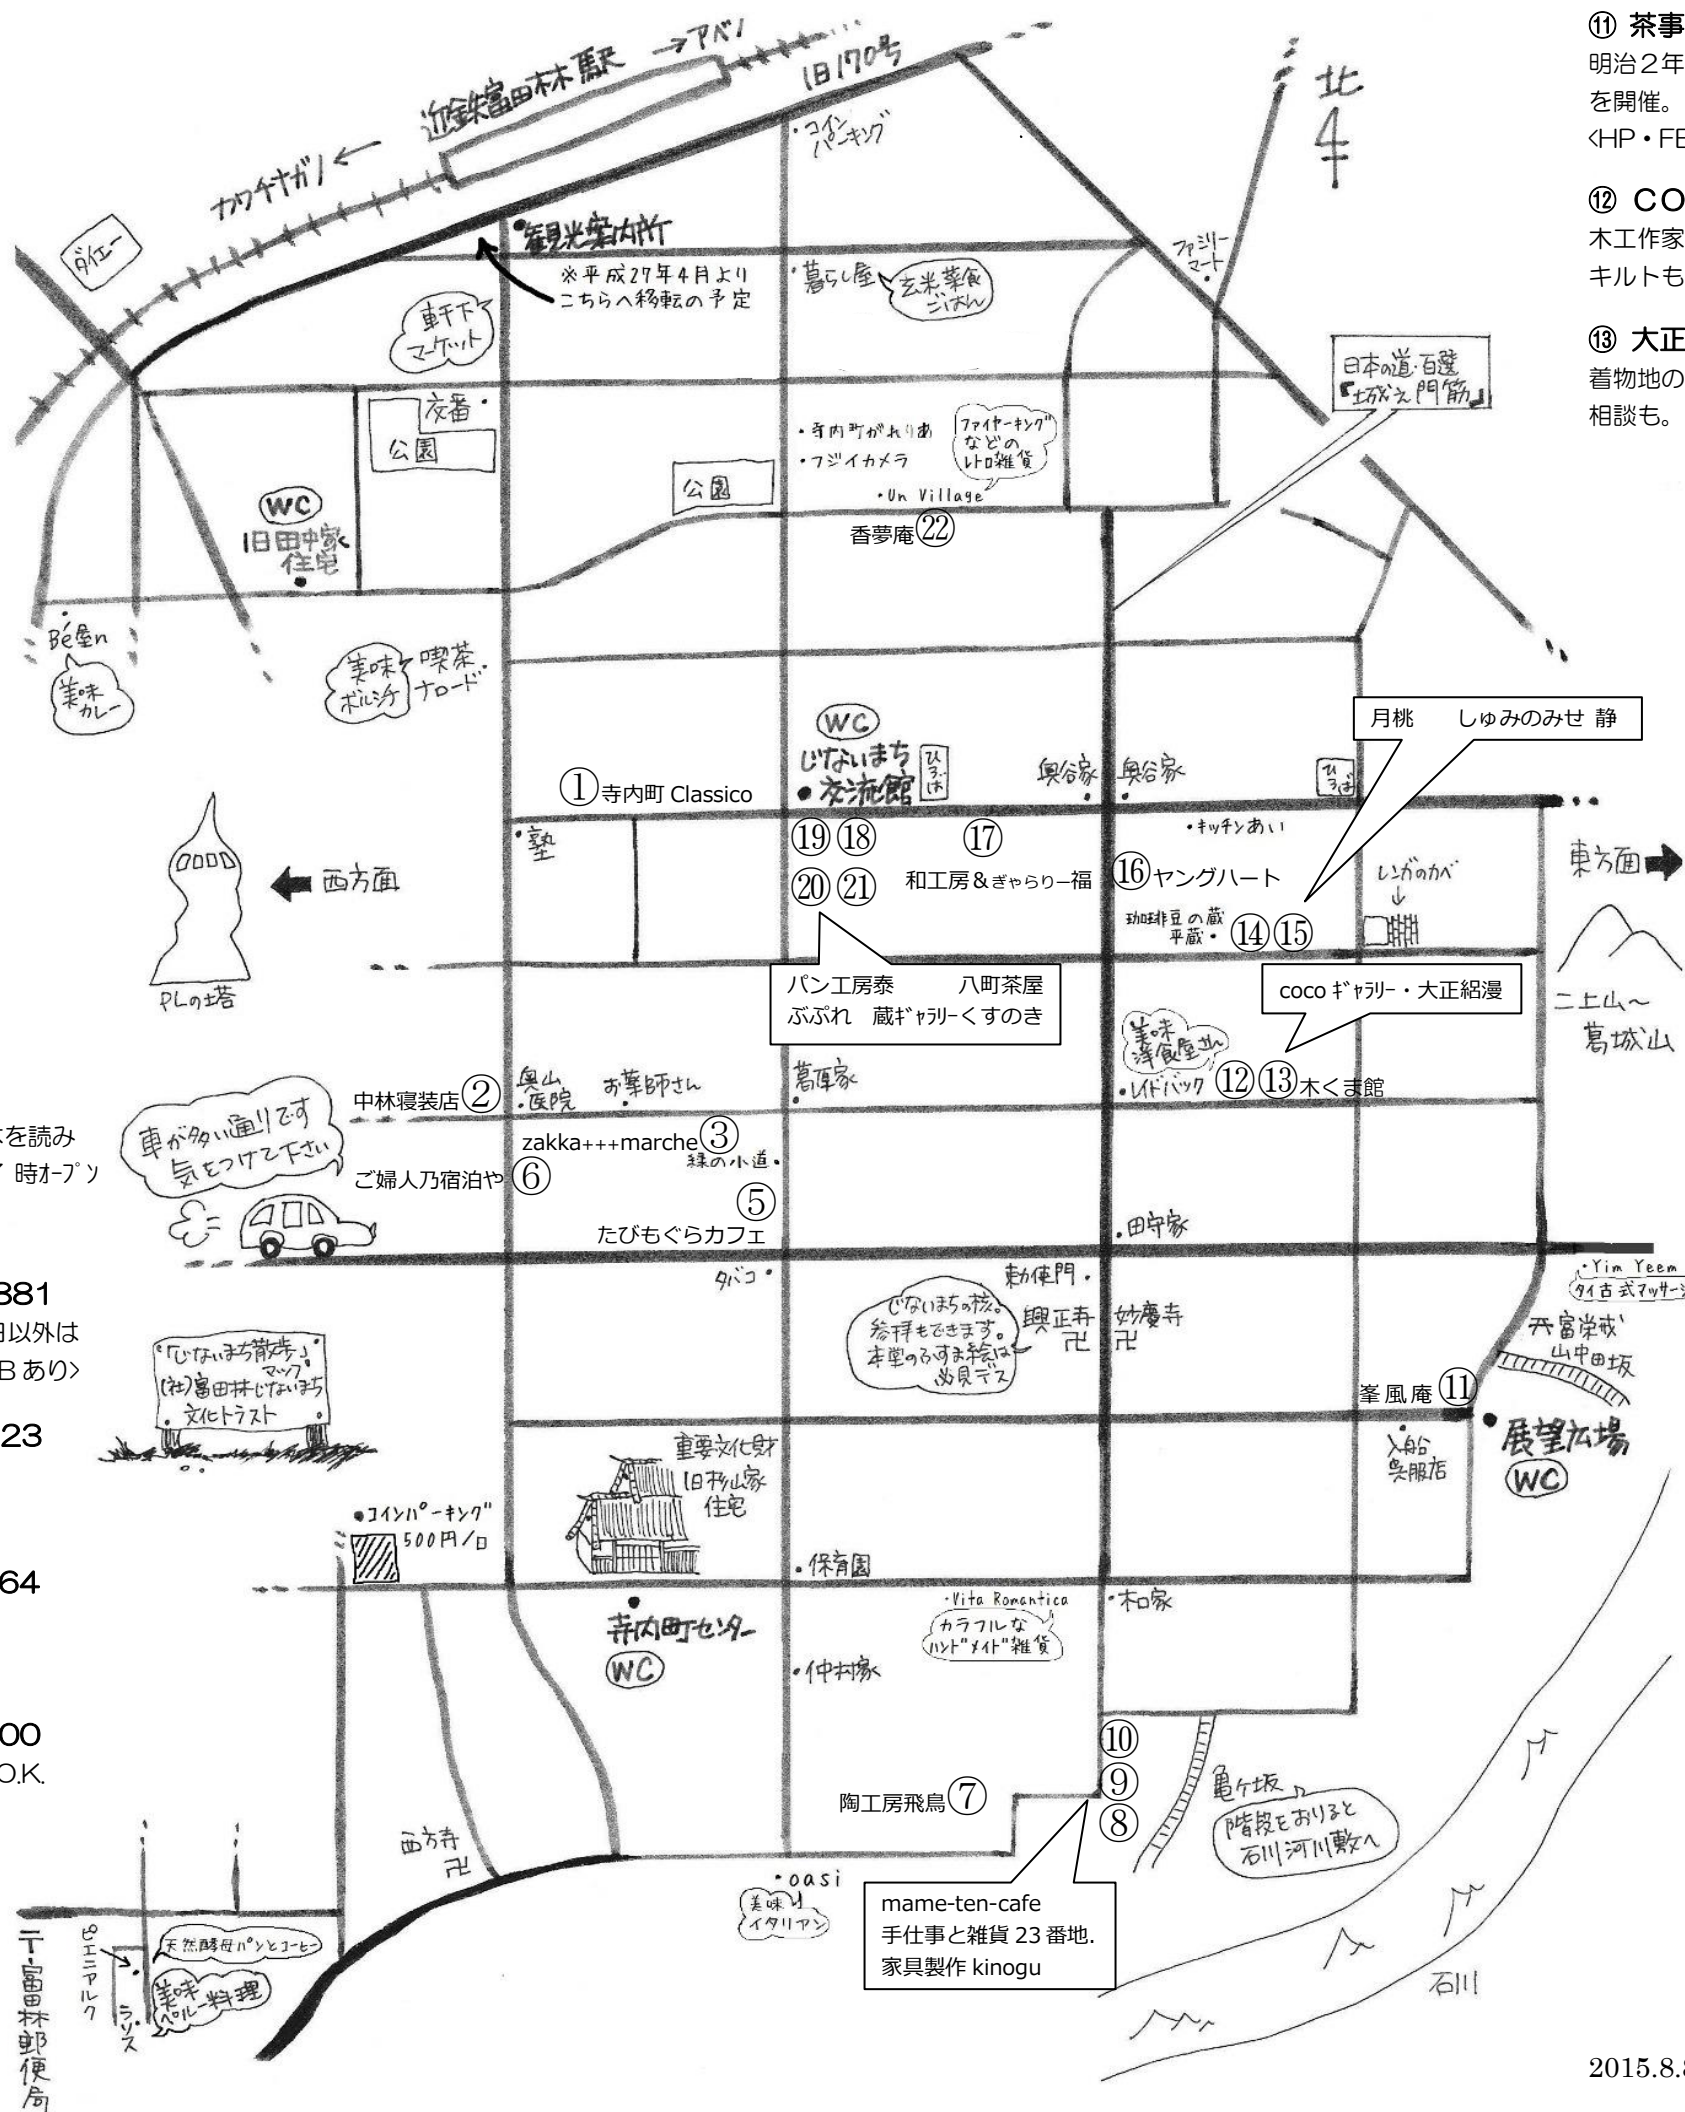 近鉄富田林駅
→アベノ
旧170号
カワチナガノ←
ダイエー
・コイン
パーキング
北
・観光案内所
※平成27年4月より
こちらへ移転の予定
・暮らし屋
玄米菜食
ごはん
ファミリー
マート
軒下
マーケット
交番・
公園
公園
日本の道・百選
『城之門筋』
・寺内町がれりあ
・フジイカメラ
ファイヤーキング
などの
レトロ雑貨
・Un Village
香夢庵㉒
WC
旧田中家
住宅
Bé屋n
美味
カレー
美味
ボルシチ
喫茶・
ナロード
月桃 しゅみのみせ 静
WC
じないまち
・交流館
ひろば
奥谷家
奥谷家
ひろば
①寺内町 Classico
・塾
⑲⑱
⑳㉑
⑰
和工房&ぎゃらりー福
⑯ヤングハート
・キッチンあい
珈琲豆の蔵
平蔵・
⑭⑮
レンガのカベ
↓
東方面
西方面
PLの塔
二上山~
葛城山
パン工房泰 八町茶屋
ぶぷれ 蔵ギャラリーくすのき
coco ギャラリー・大正絽漫
美味
洋食屋さん
・レイドバック
⑫⑬木くま館
中林寝装店②
奥山
・医院
お薬師さん
葛原家
zakka+++marche③
緑の小道・
ご婦人乃宿泊や⑥
⑤
たびもぐらカフェ
車が多い通りです
気をつけて下さい
・田守家
タバコ・
勅使門・
じないまちの核。
参拝もできます。
本堂のふすま絵は
必見デス
興正寺
卍
妙慶寺
卍
・Yim Yeem
タイ古式マッサージ
富栄戎
山中田坂
峯風庵⑪
・展望広場
WC
入船
呉服店
「じないまち散歩」
マップ
(社)富田林じないまち
文化トラスト
重要文化財
旧杉山家
住宅
・コインパーキング
500円/日
・保育園
寺内町センター
WC
・Vita Romantica
カラフルな
ハンドメイド雑貨
・木口家
・仲村家
⑩
⑨
⑧
陶工房飛鳥⑦
亀ヶ坂
階段をおりると
石川河川敷へ
西方寺
卍
・oasi
美味
イタリアン
mame-ten-cafe
手仕事と雑貨 23 番地.
家具製作 kinogu
石川
天然酵母パンとコーヒー
ピエニアルク
美味
ペルー料理
ラソス
〒・富田林郵便局
を読み
時オープン
881
日以外は
B あり>
23
64
00
O.K.
⑪ 茶事
明治2年
を開催。
<HP・FE
⑫ CO
木工作家
キルトも
⑬ 大正
着物地の
相談も。
2015.8.